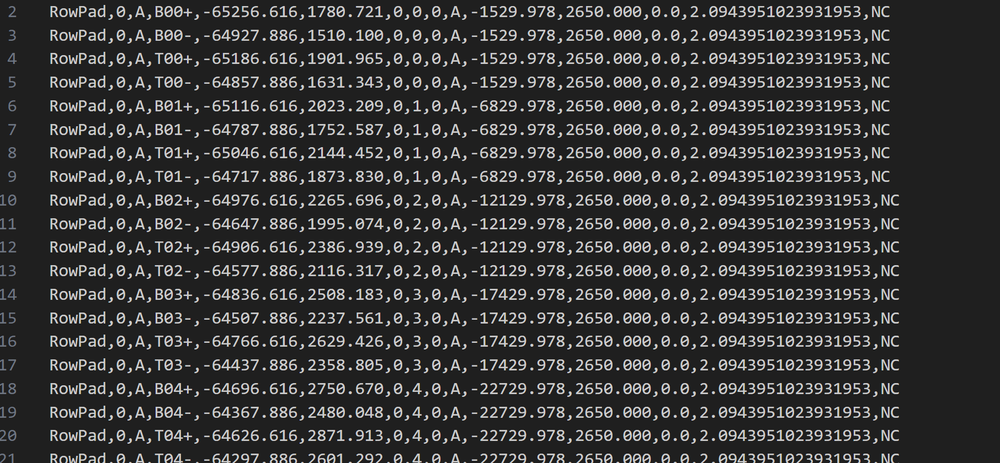 2 RowPad,0,A,B00+,-65256.616,1780.721,0,0,0,A,-1529.978,2650.000,0.0,2.0943951023931953,NC
3 RowPad,0,A,B00-,-64927.886,1510.100,0,0,0,A,-1529.978,2650.000,0.0,2.0943951023931953,NC
4 RowPad,0,A,T00+,-65186.616,1901.965,0,0,0,A,-1529.978,2650.000,0.0,2.0943951023931953,NC
5 RowPad,0,A,T00-,-64857.886,1631.343,0,0,0,A,-1529.978,2650.000,0.0,2.0943951023931953,NC
6 RowPad,0,A,B01+,-65116.616,2023.209,0,1,0,A,-6829.978,2650.000,0.0,2.0943951023931953,NC
7 RowPad,0,A,B01-,-64787.886,1752.587,0,1,0,A,-6829.978,2650.000,0.0,2.0943951023931953,NC
8 RowPad,0,A,T01+,-65046.616,2144.452,0,1,0,A,-6829.978,2650.000,0.0,2.0943951023931953,NC
9 RowPad,0,A,T01-,-64717.886,1873.830,0,1,0,A,-6829.978,2650.000,0.0,2.0943951023931953,NC
10 RowPad,0,A,B02+,-64976.616,2265.696,0,2,0,A,-12129.978,2650.000,0.0,2.0943951023931953,NC
11 RowPad,0,A,B02-,-64647.886,1995.074,0,2,0,A,-12129.978,2650.000,0.0,2.0943951023931953,NC
12 RowPad,0,A,T02+,-64906.616,2386.939,0,2,0,A,-12129.978,2650.000,0.0,2.0943951023931953,NC
13 RowPad,0,A,T02-,-64577.886,2116.317,0,2,0,A,-12129.978,2650.000,0.0,2.0943951023931953,NC
14 RowPad,0,A,B03+,-64836.616,2508.183,0,3,0,A,-17429.978,2650.000,0.0,2.0943951023931953,NC
15 RowPad,0,A,B03-,-64507.886,2237.561,0,3,0,A,-17429.978,2650.000,0.0,2.0943951023931953,NC
16 RowPad,0,A,T03+,-64766.616,2629.426,0,3,0,A,-17429.978,2650.000,0.0,2.0943951023931953,NC
17 RowPad,0,A,T03-,-64437.886,2358.805,0,3,0,A,-17429.978,2650.000,0.0,2.0943951023931953,NC
18 RowPad,0,A,B04+,-64696.616,2750.670,0,4,0,A,-22729.978,2650.000,0.0,2.0943951023931953,NC
19 RowPad,0,A,B04-,-64367.886,2480.048,0,4,0,A,-22729.978,2650.000,0.0,2.0943951023931953,NC
20 RowPad,0,A,T04+,-64626.616,2871.913,0,4,0,A,-22729.978,2650.000,0.0,2.0943951023931953,NC
21 RowPad,0,A,T04-,-64297.886,2601.292,0,4,0,A,-22729.978,2650.000,0.0,2.0943951023931953,NC